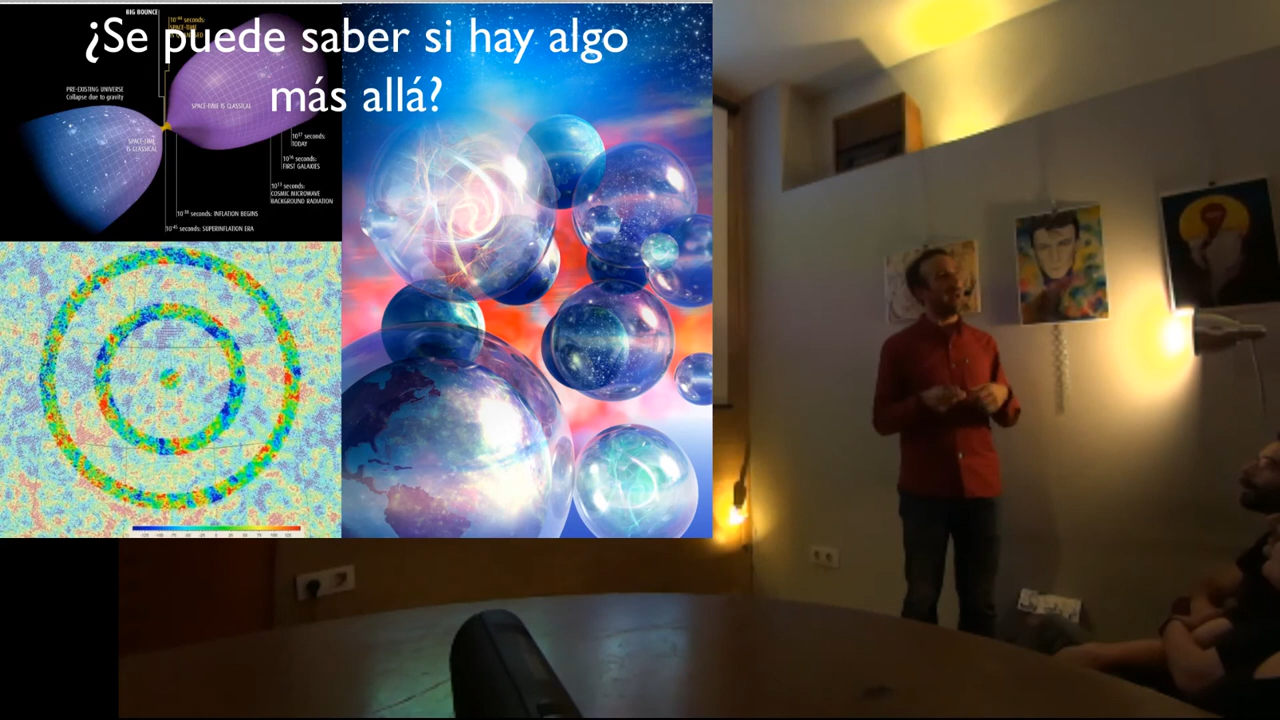 ¿Se puede saber si hay algo
más allá?
BIG BOUNCE
PRE-EXISTING UNIVERSE
Collapse due to gravity
SPACE-TIME IS CLASSICAL
SPACE-TIME
IS CLASSICAL
TODAY
10¹⁶ seconds:
FIRST GALAXIES
10¹³ seconds:
COSMIC MICROWAVE
BACKGROUND RADIATION
seconds: INFLATION BEGINS
seconds: SUPERINFLATION ERA